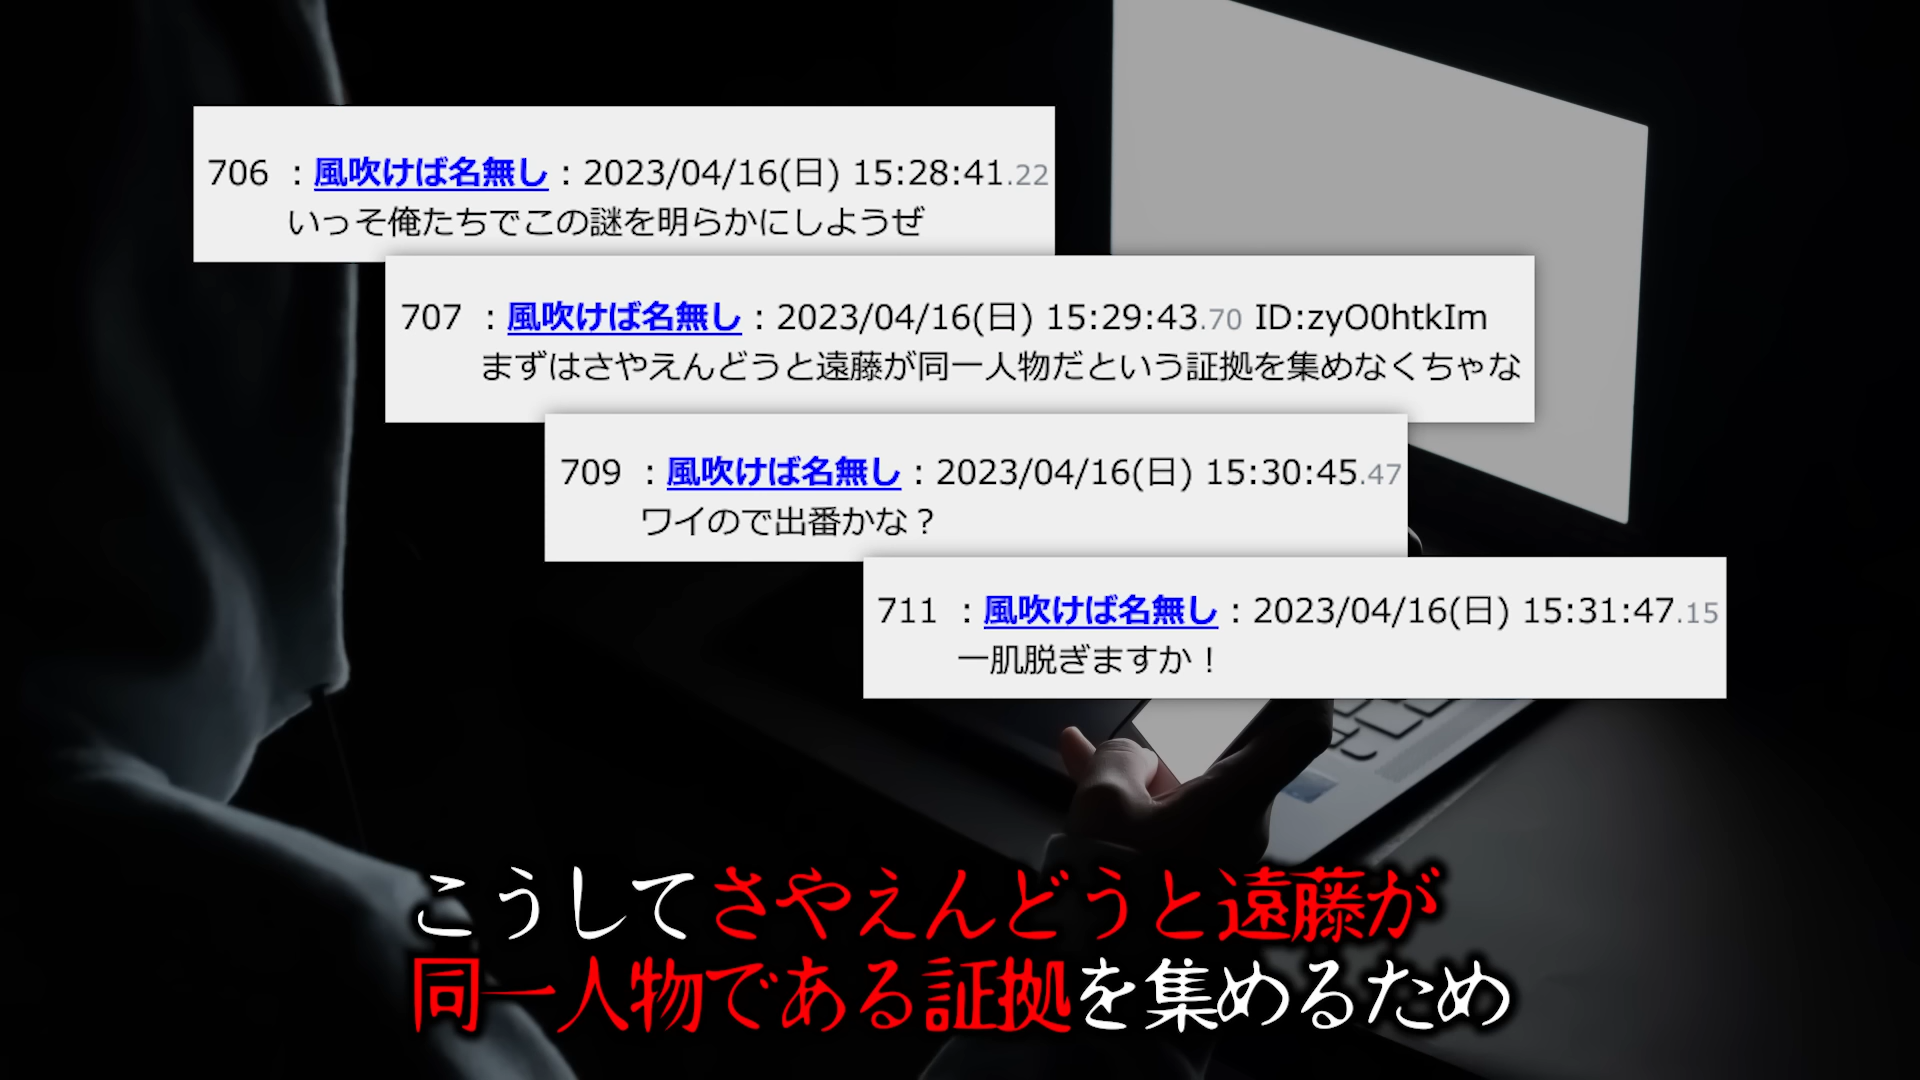 706 ：風吹けば名無し：2023/04/16(日) 15:28:41.22
いっそ俺たちでこの謎を明らかにしようぜ
707 ：風吹けば名無し：2023/04/16(日) 15:29:43.70 ID:zyO0htkIm
まずはさやえんどうと遠藤が同一人物だという証拠を集めなくちゃな
709 ：風吹けば名無し：2023/04/16(日) 15:30:45.47
ワイので出番かな？
711 ：風吹けば名無し：2023/04/16(日) 15:31:47.15
一肌脱ぎますか！
こうしてさやえんどうと遠藤が
同一人物である証拠を集めるため